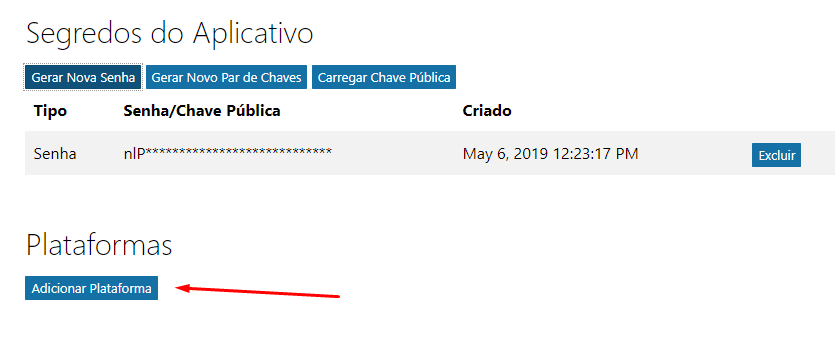 Segredos do Aplicativo
Gerar Nova Senha Gerar Novo Par de Chaves Carregar Chave Pública
Tipo Senha/Chave Pública Criado
Senha nlP**************************** May 6, 2019 12:23:17 PM Excluir
Plataformas
Adicionar Plataforma